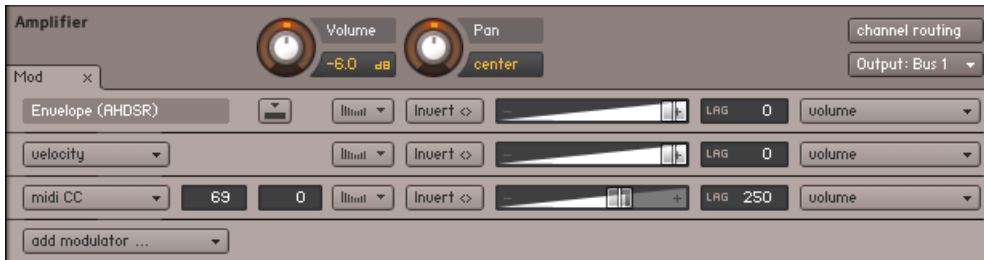 Amplifier
Volume
Pan
channel routing
-6.0 dB
center
Output: Bus 1
Mod x
Envelope (AHDSR) Invert <> - + LAG 0 volume
velocity Invert <> - + LAG 0 volume
midi CC 69 0 Invert <> - + LAG 250 volume
add modulator ...